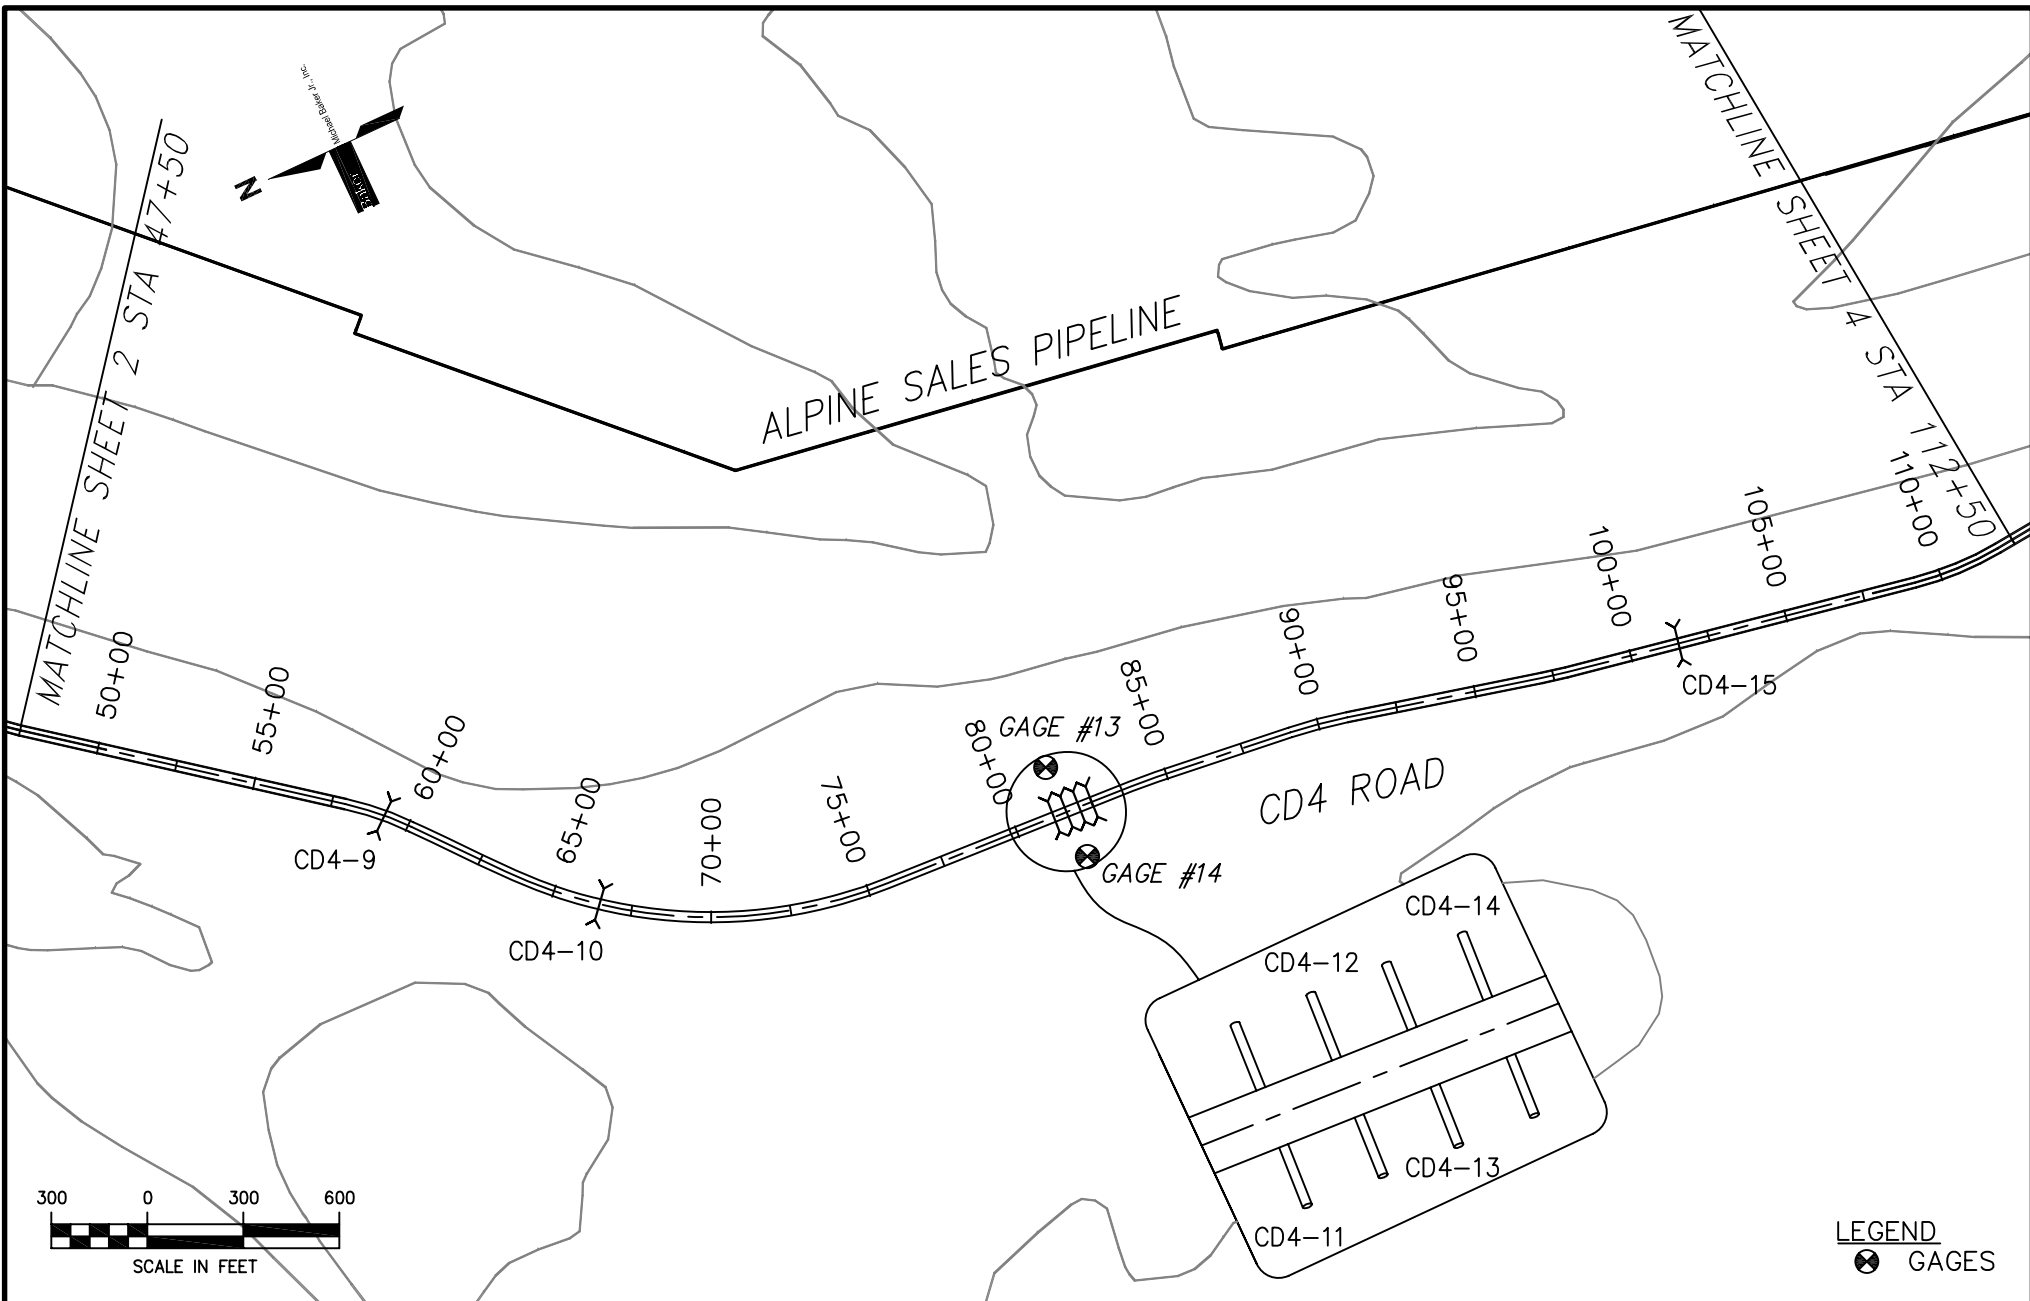 MATCHLINE SHEET 2 STA 47+50
Michael Baker Jr., Inc.
Baker
N
MATCHLINE SHEET 4 STA 112+50
ALPINE SALES PIPELINE
50+00
55+00
60+00
65+00
70+00
75+00
80+00
85+00
90+00
95+00
100+00
105+00
110+00
GAGE #13
GAGE #14
CD4 ROAD
CD4-9
CD4-10
CD4-15
CD4-14
CD4-12
CD4-13
CD4-11
300 0 300 600
SCALE IN FEET
LEGEND
GAGES